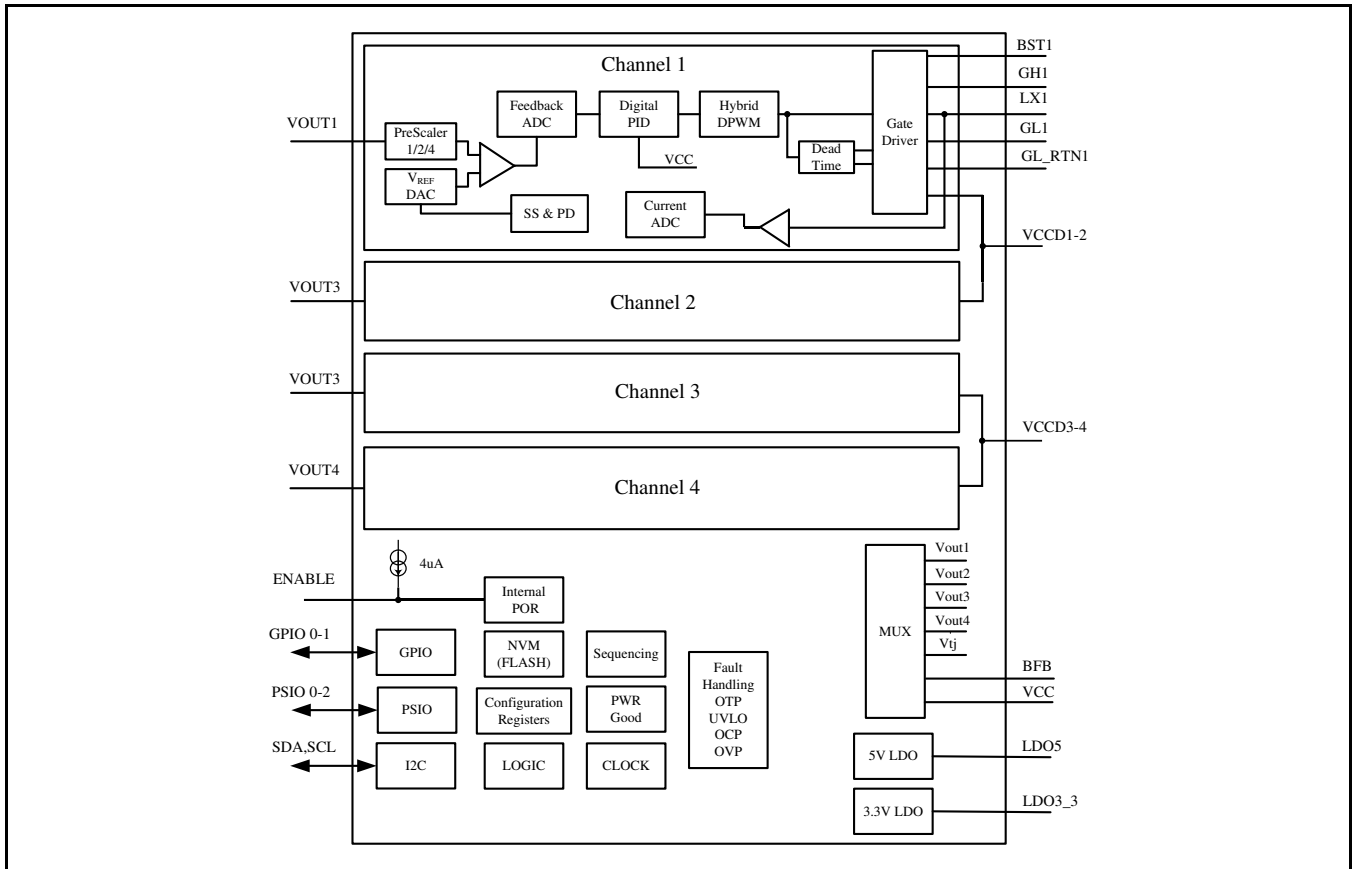 Channel 1
BST1
GH1
LX1
GL1
GL_RTN1
VOUT1
PreScaler
1/2/4
VREF
DAC
Feedback
ADC
Digital
PID
VCC
Hybrid
DPWM
Dead
Time
Gate
Driver
SS & PD
Current
ADC
VCCD1-2
VOUT3
Channel 2
VOUT3
Channel 3
VCCD3-4
VOUT4
Channel 4
4uA
ENABLE
Internal
POR
GPIO 0-1
GPIO
NVM
(FLASH)
Sequencing
PSIO 0-2
PSIO
Configuration
Registers
PWR
Good
SDA,SCL
I2C
LOGIC
CLOCK
Fault
Handling
OTP
UVLO
OCP
OVP
MUX
Vout1
Vout2
Vout3
Vout4
Vtj
BFB
VCC
5V LDO
LDO5
3.3V LDO
LDO3_3